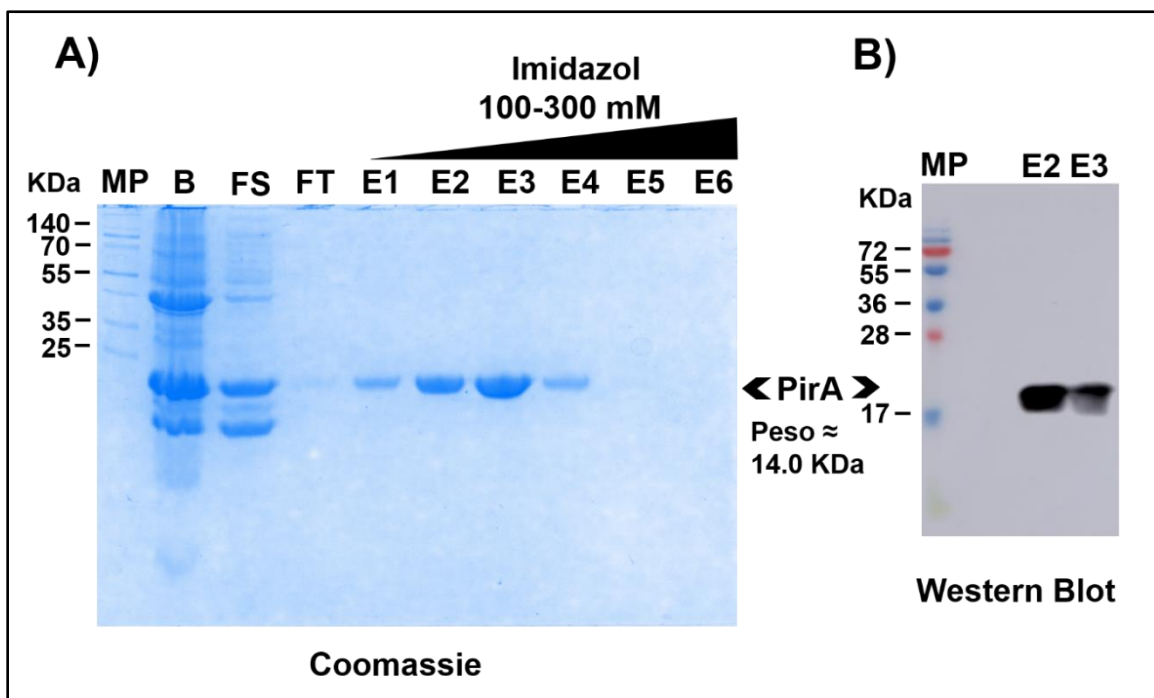 A)
Imidazol
100-300 mM
KDa MP B FS FT E1 E2 E3 E4 E5 E6
140
70
55
35
25
Coomassie
PirA
Peso ≈
14.0 KDa
B)
MP E2 E3
KDa
72
55
36
28
17
Western Blot